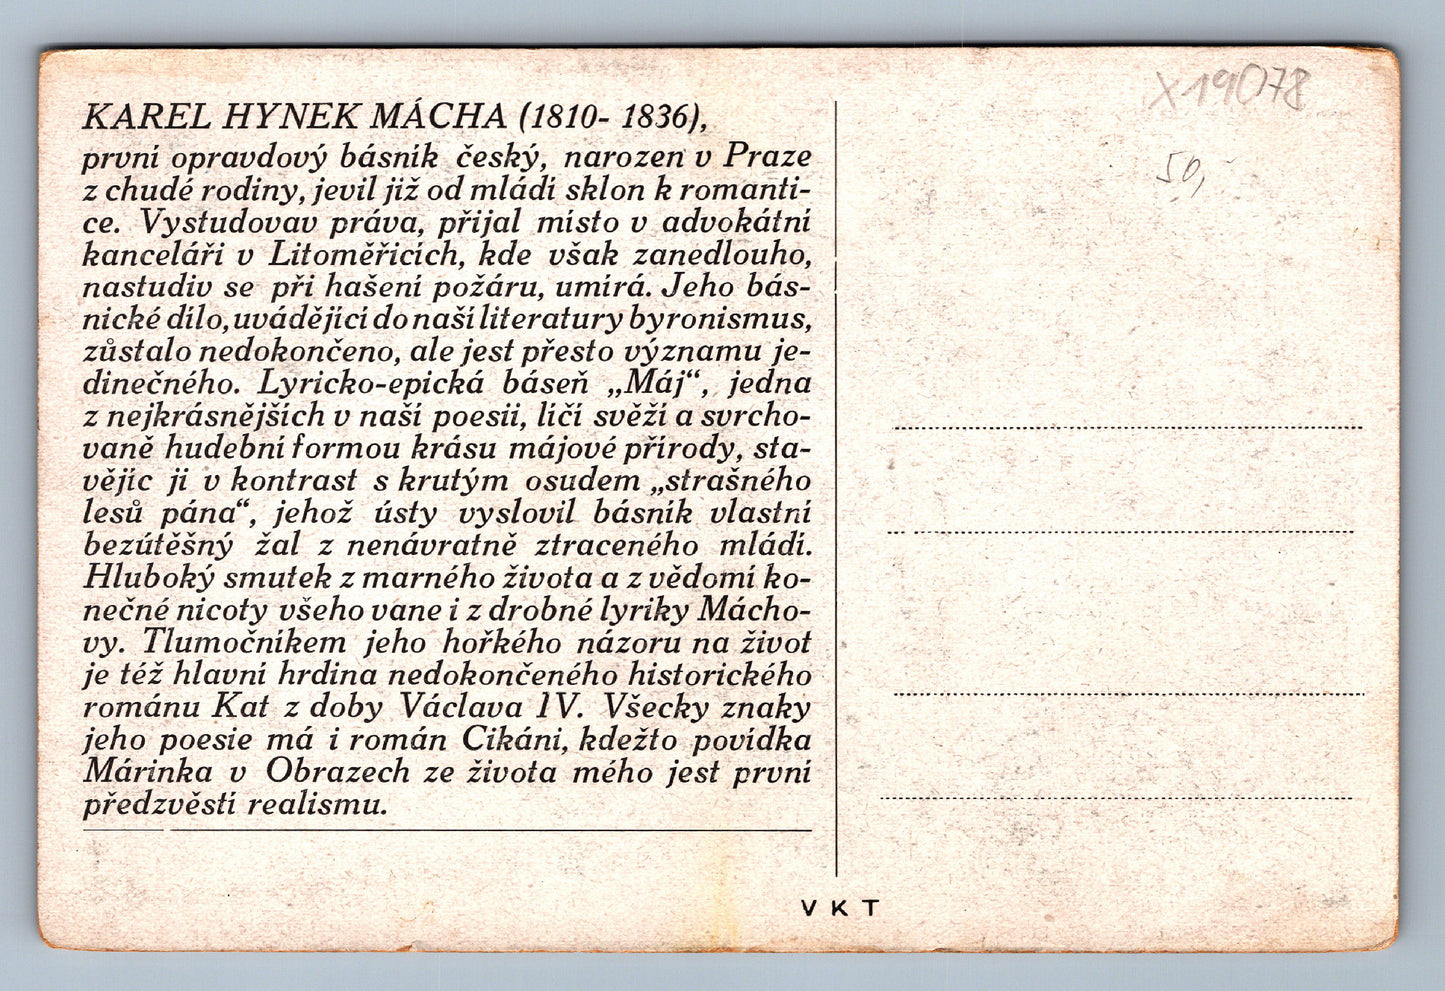 KAREL HYNEK MÁCHA (1810- 1836),
první opravdový básník český, narozen v Praze
z chudé rodiny, jevil již od mládí sklon k romanti-
ce. Vystudovav práva, přijal místo v advokátní
kanceláři v Litoměřicích, kde však zanedlouho,
nastudiv se při hašení požáru, umírá. Jeho bás-
nické dílo, uvádějící do naší literatury byronismus,
zůstalo nedokončeno, ale jest přesto významu je-
dinečného. Lyricko-epická báseň „Máj“, jedna
z nejkrásnějších v naší poesii, líčí svěží a svrcho-
vaně hudební formou krásu májové přírody, sta-
vějíc ji v kontrast s krutým osudem „strašného
lesů pána“, jehož ústy vyslovil básník vlastní
bezútěšný žal z nenávratně ztraceného mládí.
Hluboký smutek z marného života a z vědomí ko-
nečné nicoty všeho vane i z drobné lyriky Mácho-
vy. Tlumočníkem jeho hořkého názoru na život
je též hlavní hrdina nedokončeného historického
románu Kat z doby Václava IV. Všecky znaky
jeho poesie má i román Cikáni, kdežto povídka
Márinka v Obrazech ze života mého jest první
předzvěstí realismu.
X19078
50,-
V K T